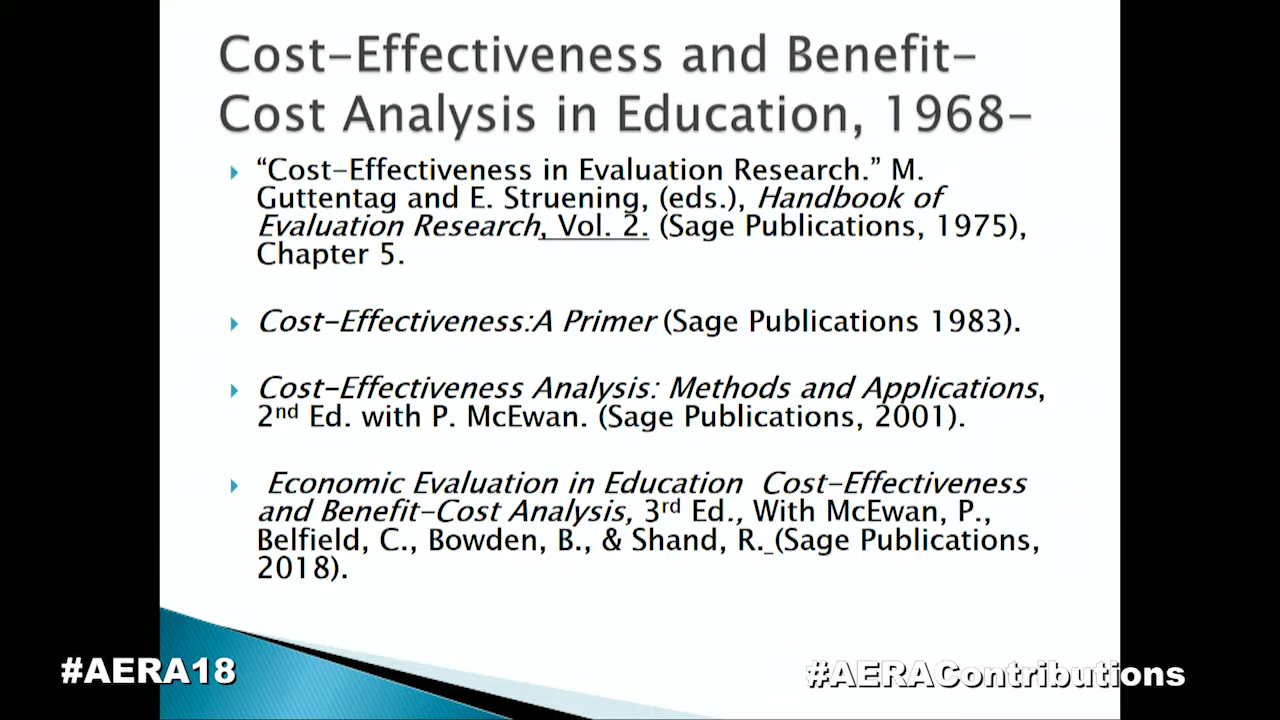 Cost-Effectiveness and Benefit-
Cost Analysis in Education, 1968-
“Cost-Effectiveness in Evaluation Research.” M.
Guttentag and E. Struening, (eds.), Handbook of
Evaluation Research, Vol. 2. (Sage Publications, 1975),
Chapter 5.
Cost-Effectiveness:A Primer (Sage Publications 1983).
Cost-Effectiveness Analysis: Methods and Applications,
2nd Ed. with P. McEwan. (Sage Publications, 2001).
Economic Evaluation in Education Cost-Effectiveness
and Benefit-Cost Analysis, 3rd Ed., With McEwan, P.,
Belfield, C., Bowden, B., & Shand, R. (Sage Publications,
2018).
#AERA18
#AERAContributions